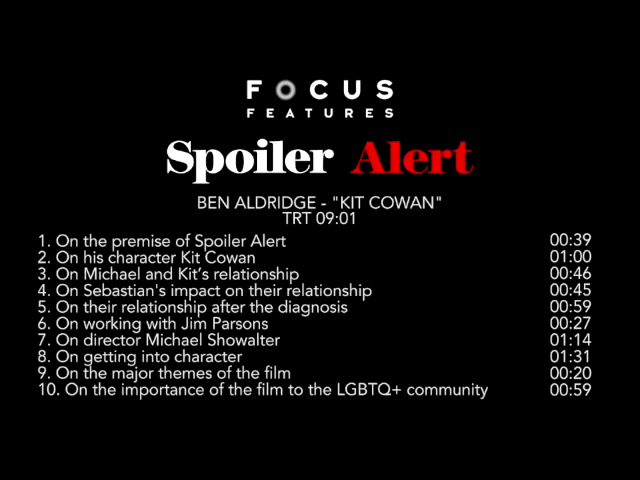 FOCUS
FEATURES
Spoiler Alert
BEN ALDRIDGE - "KIT COWAN"
TRT 09:01
1. On the premise of Spoiler Alert 00:39
2. On his character Kit Cowan 01:00
3. On Michael and Kit’s relationship 00:46
4. On Sebastian's impact on their relationship 00:45
5. On their relationship after the diagnosis 00:59
6. On working with Jim Parsons 00:27
7. On director Michael Showalter 01:14
8. On getting into character 01:31
9. On the major themes of the film 00:20
10. On the importance of the film to the LGBTQ+ community 00:59